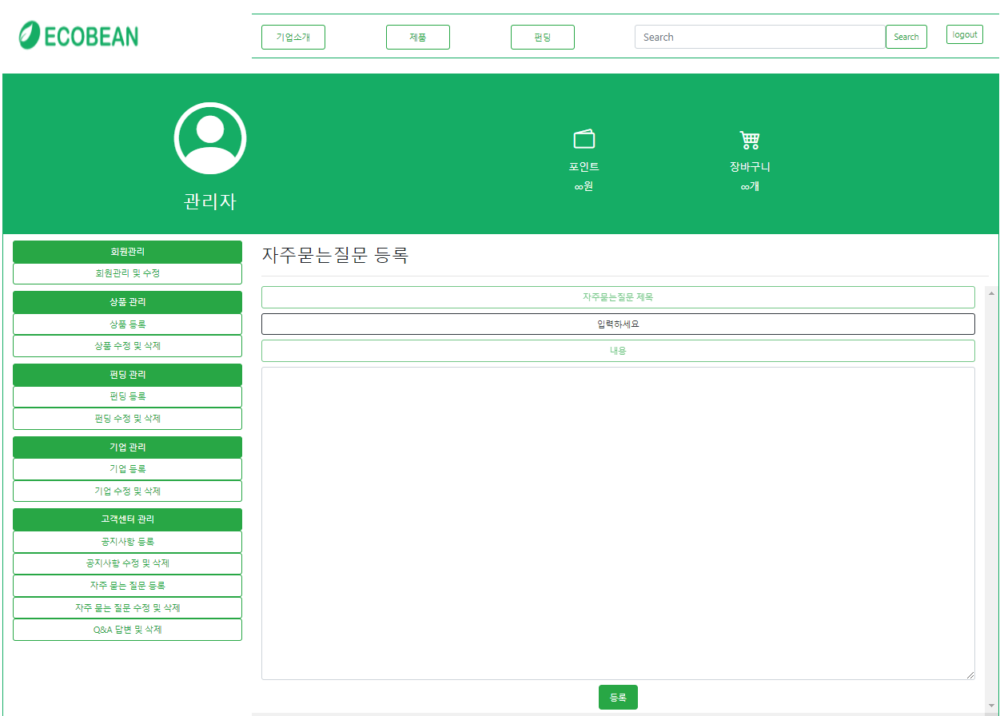 ECOBEAN
기업소개
제품
펀딩
Search
Search
logout
관리자
포인트
∞원
장바구니
∞개
회원관리
회원관리 및 수정
상품 관리
상품 등록
상품 수정 및 삭제
펀딩 관리
펀딩 등록
펀딩 수정 및 삭제
기업 관리
기업 등록
기업 수정 및 삭제
고객센터 관리
공지사항 등록
공지사항 수정 및 삭제
자주 묻는 질문 등록
자주 묻는 질문 수정 및 삭제
Q&A 답변 및 삭제
자주묻는질문 등록
자주묻는질문 제목
입력하세요
내용
등록